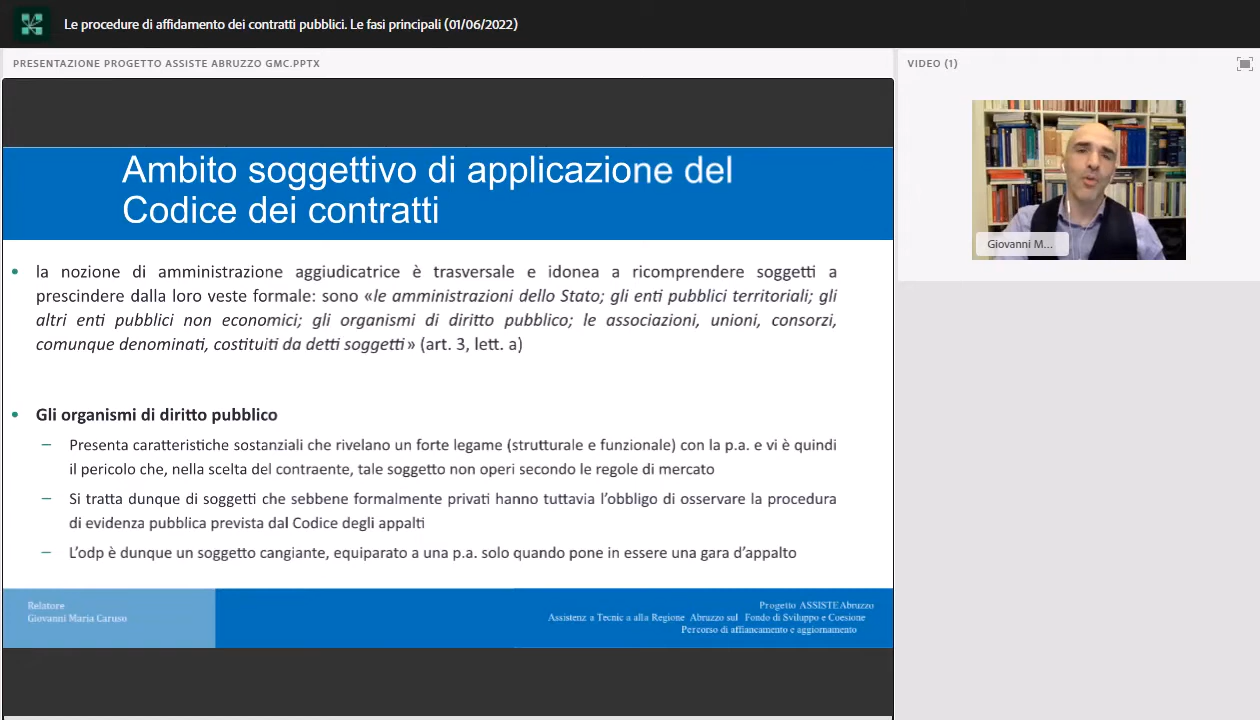 Le procedure di affidamento dei contratti pubblici. Le fasi principali (01/06/2022)
PRESENTAZIONE PROGETTO ASSISTE ABRUZZO GMC.PPTX
VIDEO (1)
Ambito soggettivo di applicazione del
Codice dei contratti
• la nozione di amministrazione aggiudicatrice è trasversale e idonea a ricomprendere soggetti a
prescindere dalla loro veste formale: sono «le amministrazioni dello Stato; gli enti pubblici territoriali; gli
altri enti pubblici non economici; gli organismi di diritto pubblico; le associazioni, unioni, consorzi,
comunque denominati, costituiti da detti soggetti» (art. 3, lett. a)
• Gli organismi di diritto pubblico
– Presenta caratteristiche sostanziali che rivelano un forte legame (strutturale e funzionale) con la p.a. e vi è quindi
il pericolo che, nella scelta del contraente, tale soggetto non operi secondo le regole di mercato
– Si tratta dunque di soggetti che sebbene formalmente privati hanno tuttavia l'obbligo di osservare la procedura
di evidenza pubblica prevista dal Codice degli appalti
– L'odp è dunque un soggetto cangiante, equiparato a una p.a. solo quando pone in essere una gara d'appalto
Relatore
Giovanni Maria Caruso
Progetto ASSISTE Abruzzo
Assistenz a Tecnic a alla Regione Abruzzo sul Fondo di Sviluppo e Coesione
Percorso di affiancamento e aggiornamento
Giovanni M...